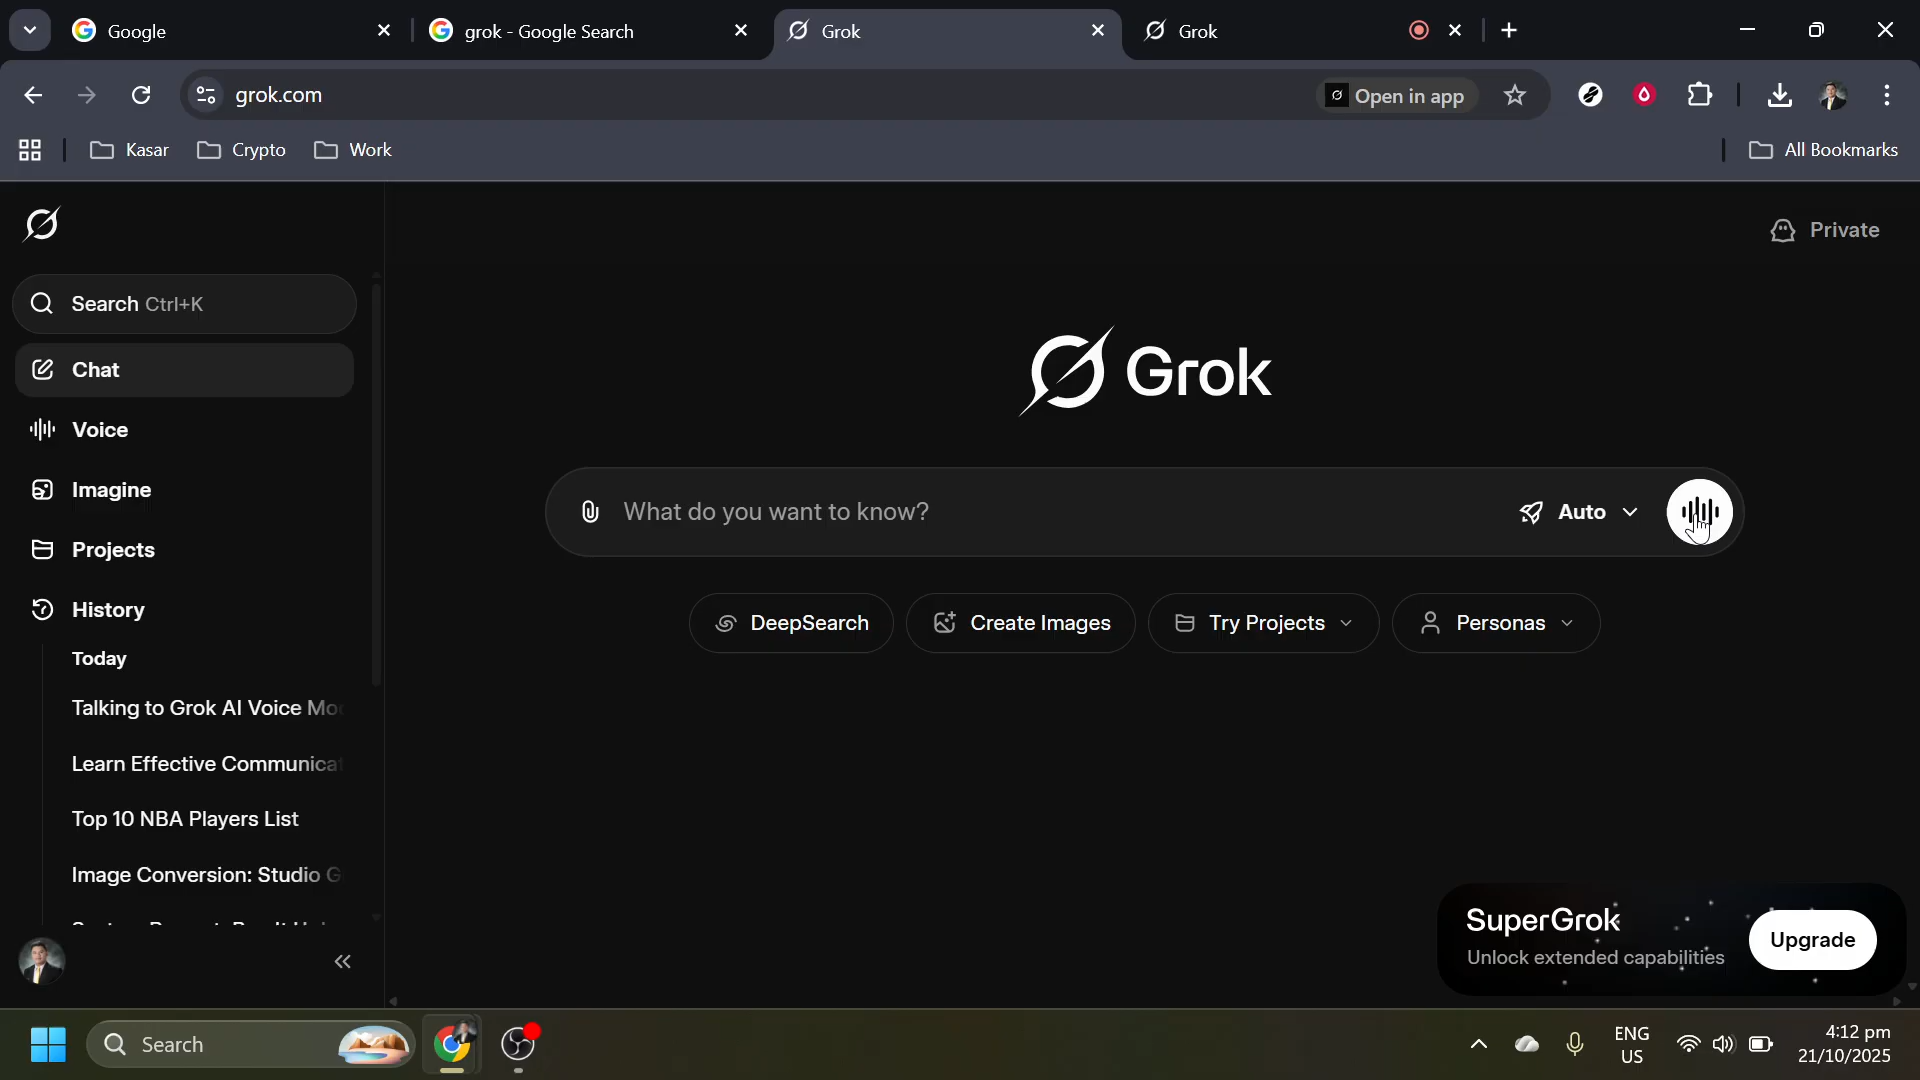 Google
grok - Google Search
Grok
Grok
grok.com
Open in app
Kasar
Crypto
Work
All Bookmarks
Private
Search Ctrl+K
Chat
Voice
Imagine
Projects
History
Today
Talking to Grok AI Voice Mo
Learn Effective Communica
Top 10 NBA Players List
Image Conversion: Studio G
Grok
What do you want to know?
Auto
DeepSearch
Create Images
Try Projects
Personas
SuperGrok
Unlock extended capabilities
Upgrade
Search
ENG
US
4:12 pm
21/10/2025